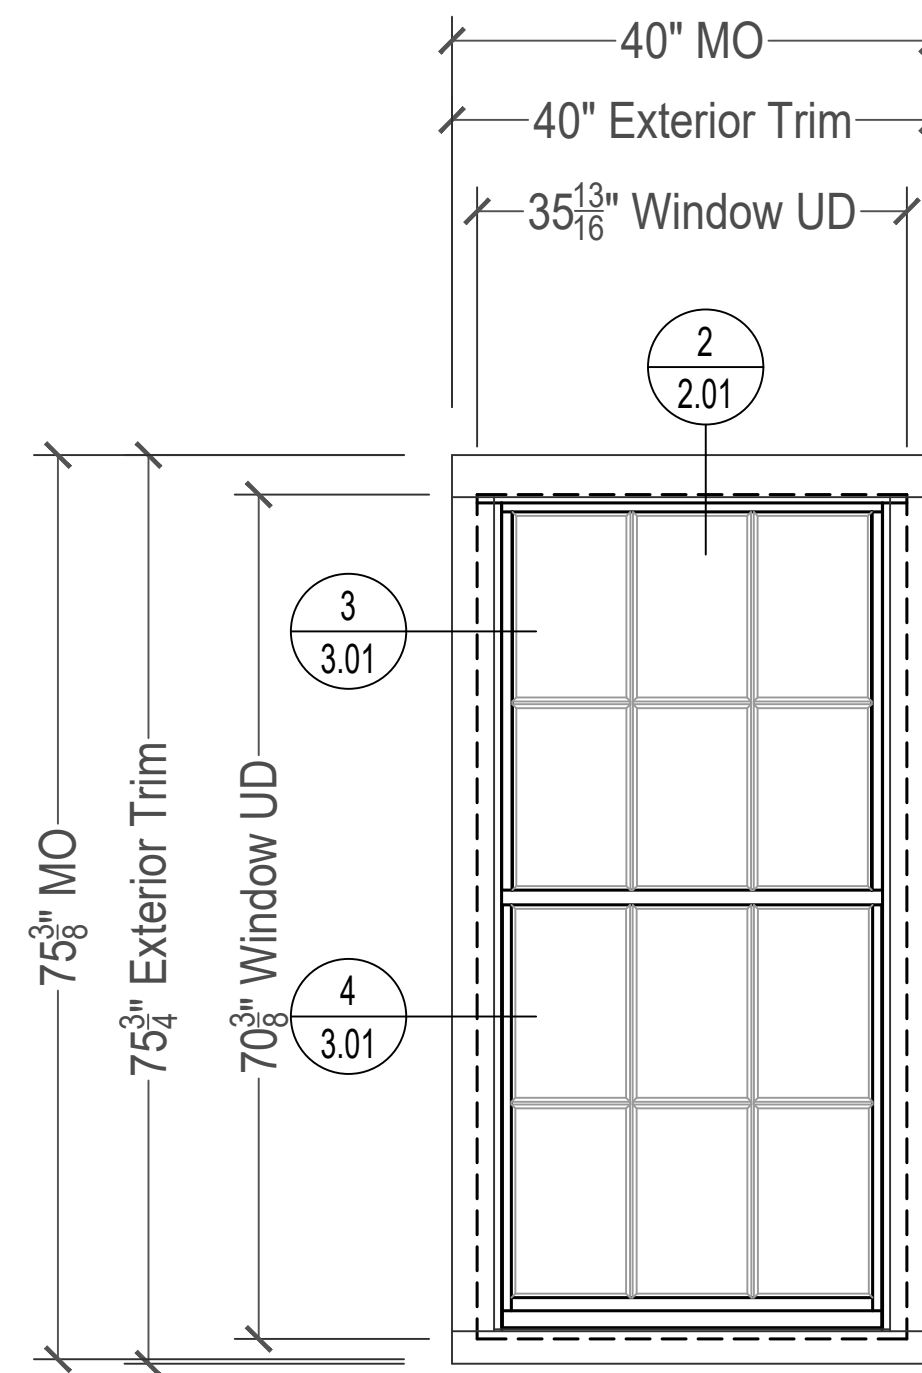 40" MO
40" Exterior Trim
35 13/16" Window UD
2
2.01
3
3.01
75 3/8" MO
75 3/4" Exterior Trim
70 3/8" Window UD
4
3.01